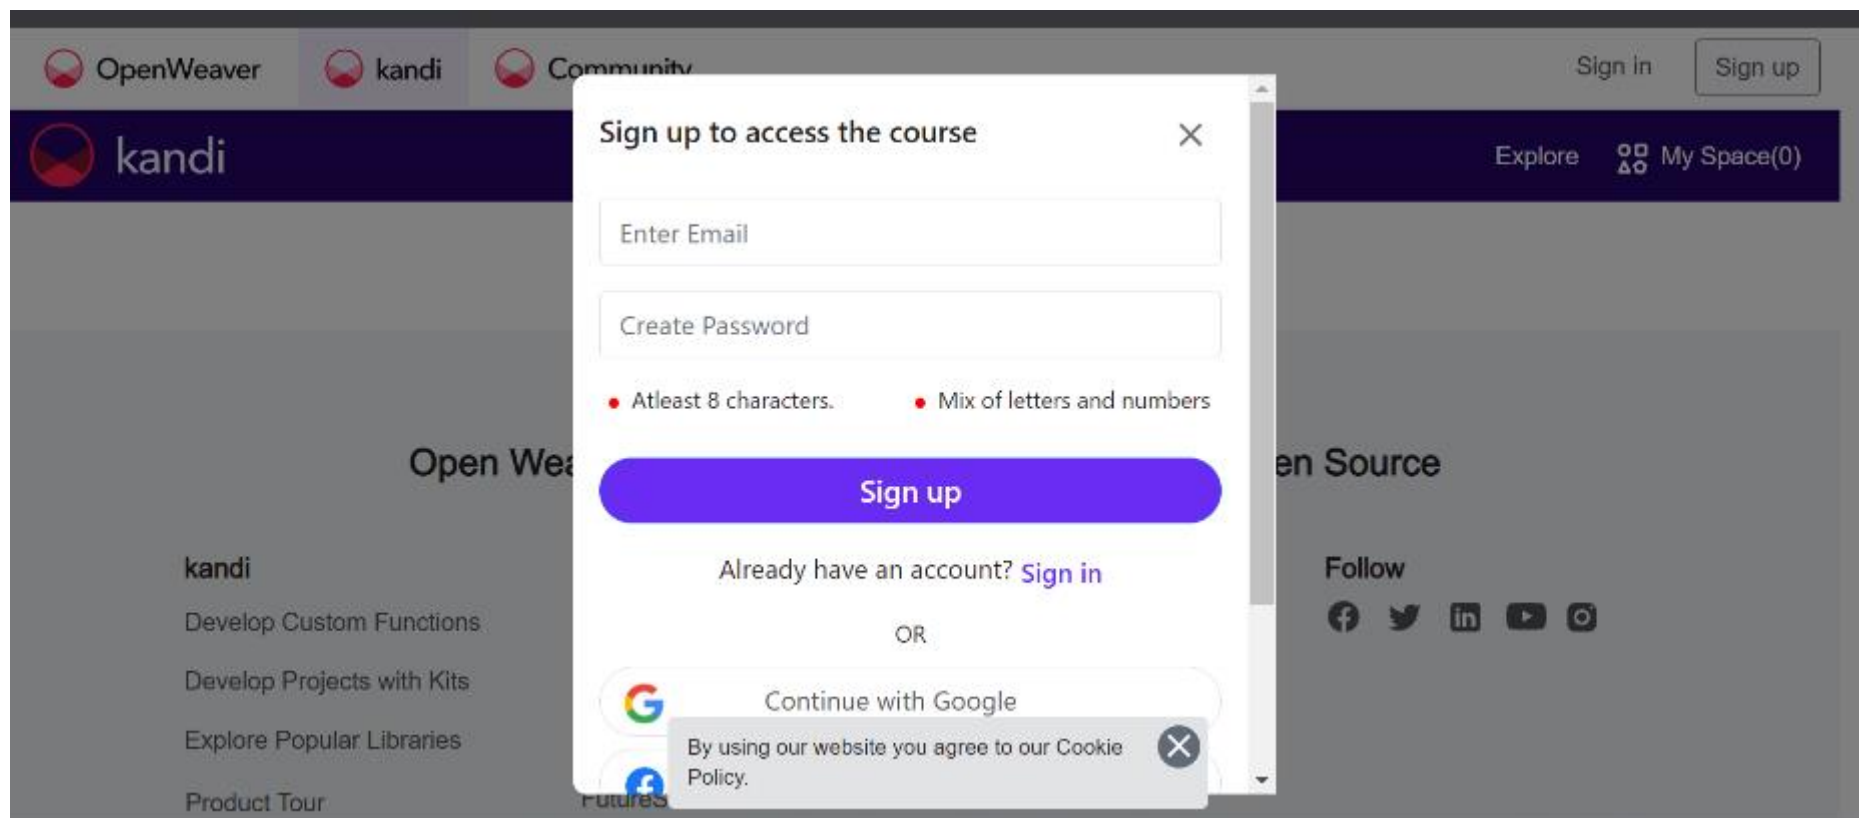 OpenWeaver
kandi
Community
Sign in
Sign up
kandi
Explore
My Space(0)
Sign up to access the course
Enter Email
Create Password
Atleast 8 characters.
Mix of letters and numbers
Open Wea
en Source
Sign up
Already have an account? Sign in
OR
Continue with Google
By using our website you agree to our Cookie
Policy.
kandi
Develop Custom Functions
Develop Projects with Kits
Explore Popular Libraries
Product Tour
FutureS
Follow